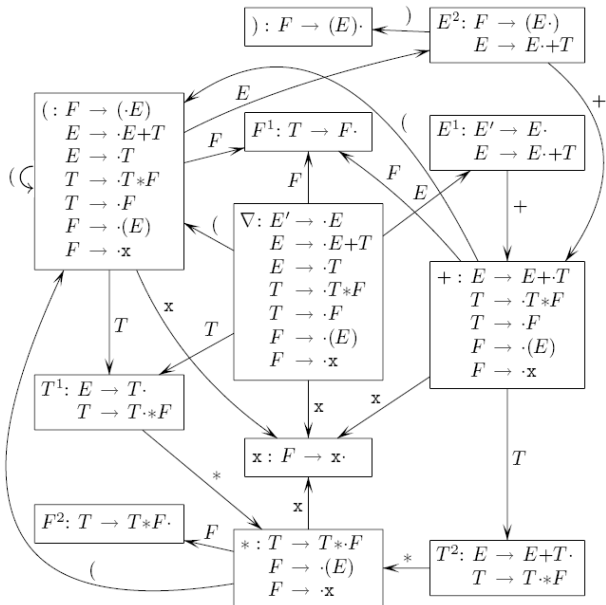 ) : F → (E)·
)
E²: F → (E·)
E → E·+T
E
+
( : F → (·E)
E → ·E+T
E → ·T
T → ·T*F
T → ·F
F → ·(E)
F → ·x
(
F
F¹: T → F·
(
E¹: E′ → E·
E → E·+T
F
F
E
+
(
∇: E′ → ·E
E → ·E+T
E → ·T
T → ·T*F
T → ·F
F → ·(E)
F → ·x
+ : E → E+·T
T → ·T*F
T → ·F
F → ·(E)
F → ·x
x
T
T
T¹: E → T·
T → T·*F
x
x
x : F → x·
T
*
x
F²: T → T*F·
F
* : T → T*·F
F → ·(E)
F → ·x
*
T²: E → E+T·
T → T·*F
(